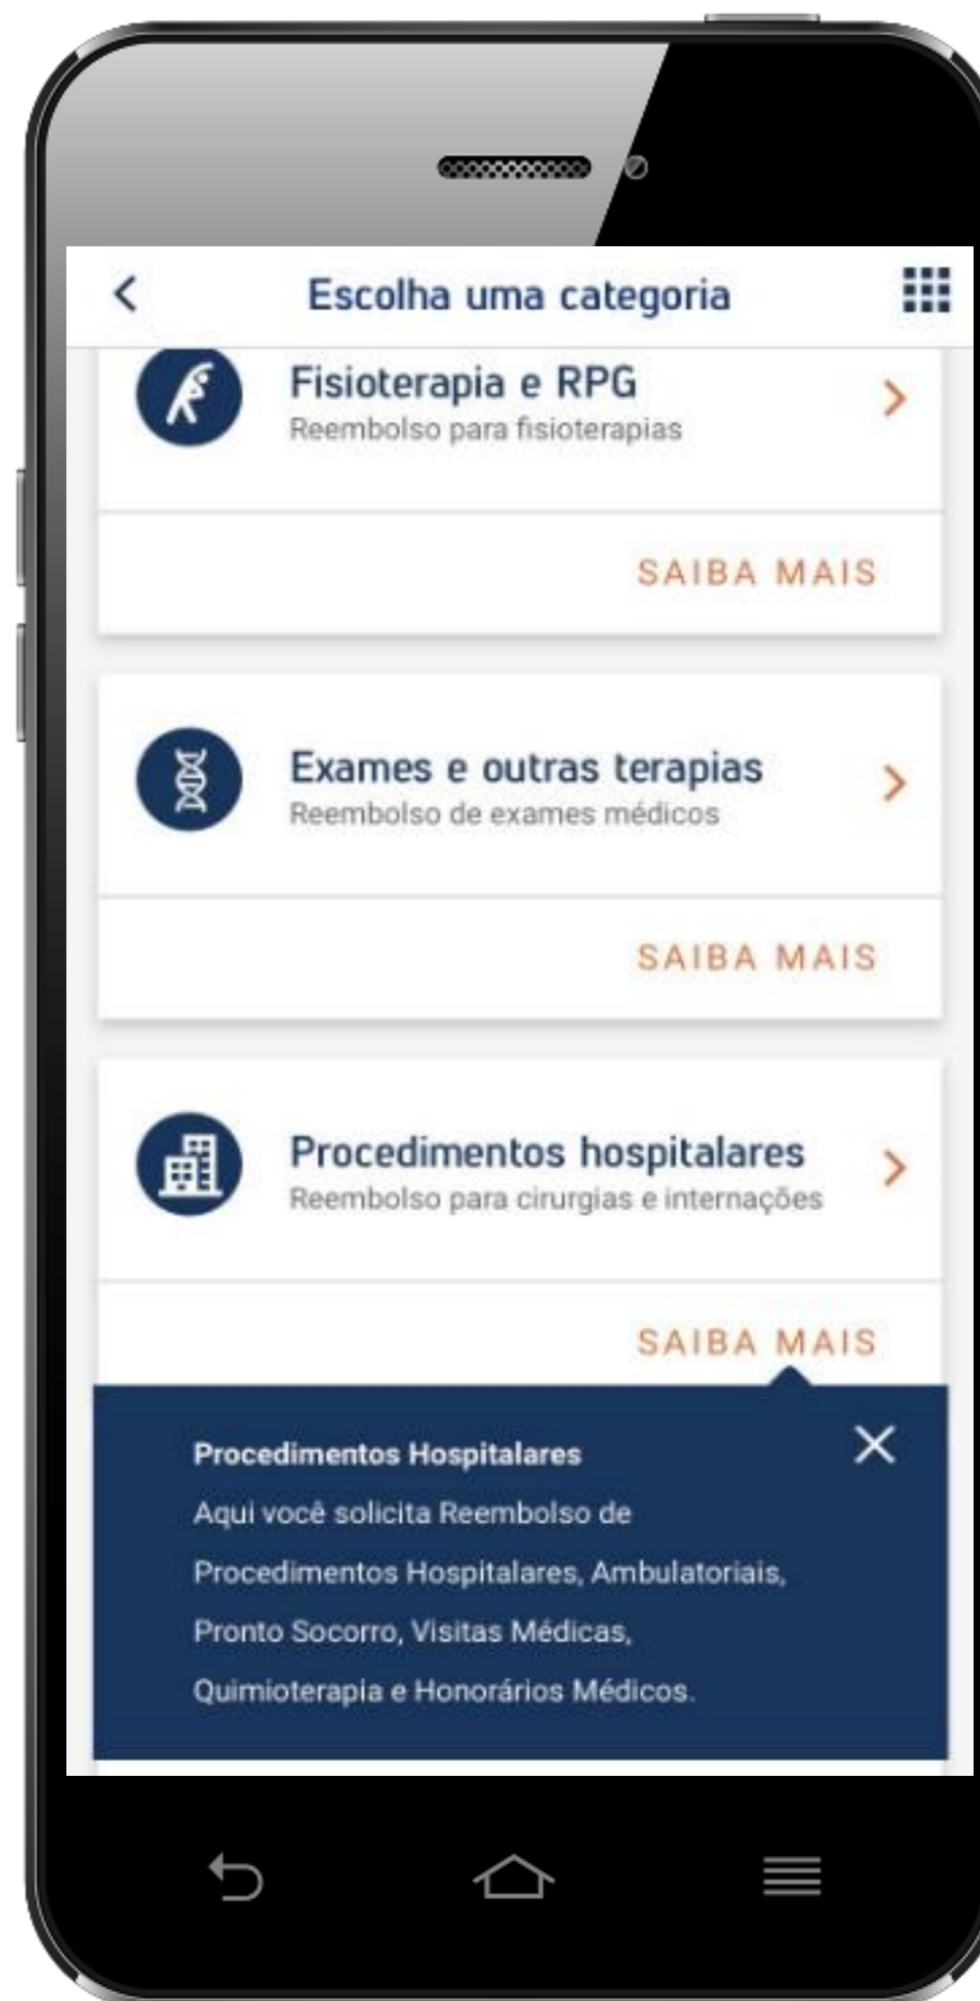 Escolha uma categoria
Fisioterapia e RPG
Reembolso para fisioterapias
SAIBA MAIS
Exames e outras terapias
Reembolso de exames médicos
SAIBA MAIS
Procedimentos hospitalares
Reembolso para cirurgias e internações
SAIBA MAIS
Procedimentos Hospitalares
Aqui você solicita Reembolso de
Procedimentos Hospitalares, Ambulatoriais,
Pronto Socorro, Visitas Médicas,
Quimioterapia e Honorários Médicos.